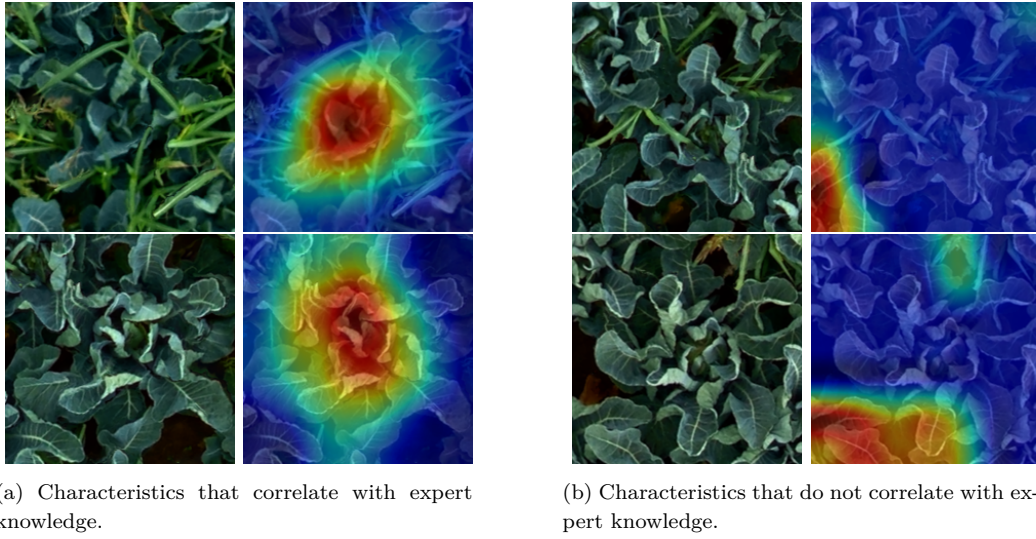 (a) Characteristics that correlate with expert
knowledge.
(b) Characteristics that do not correlate with ex-
pert knowledge.